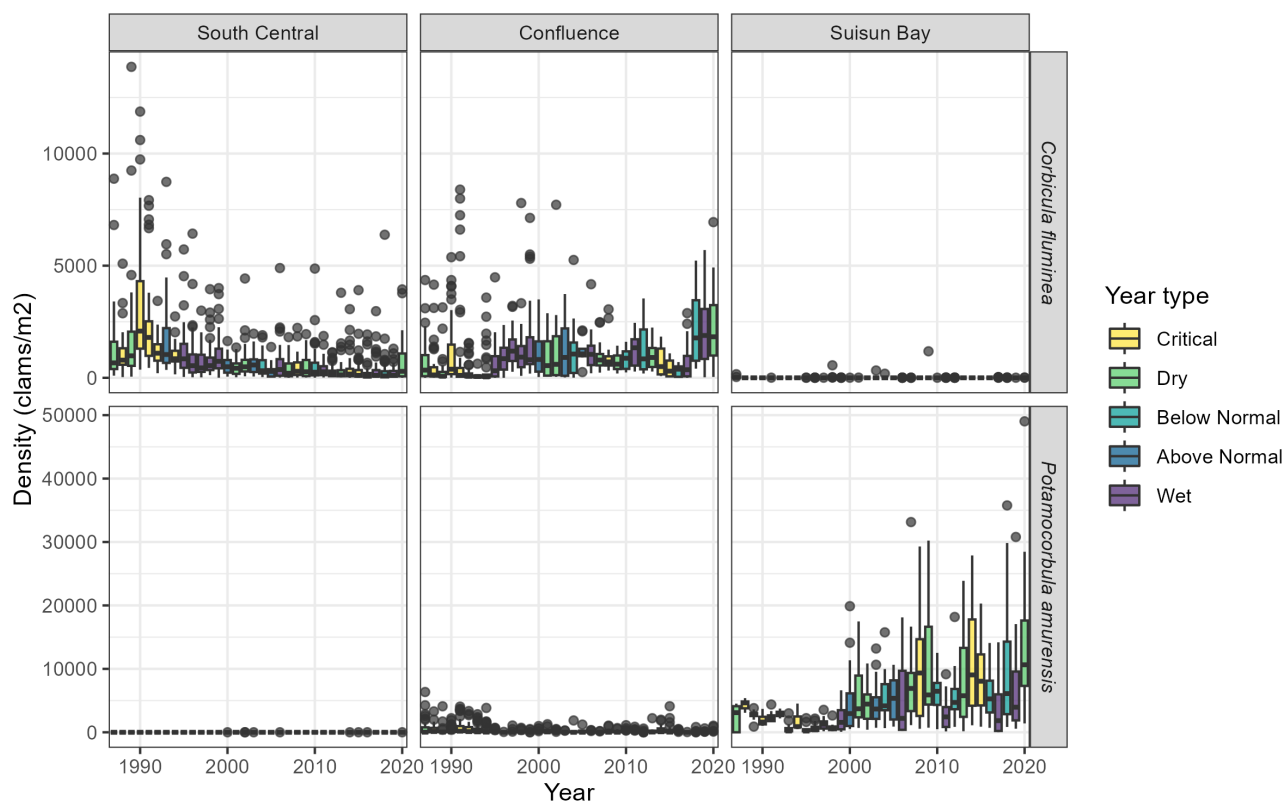 South Central
Confluence
Suisun Bay
Density (clams/m2)
10000
5000
0
Corbicula fluminea
50000
40000
30000
20000
10000
0
Potamocorbula amurensis
1990 2000 2010 2020
1990 2000 2010 2020
1990 2000 2010 2020
Year
Year type
Critical
Dry
Below Normal
Above Normal
Wet